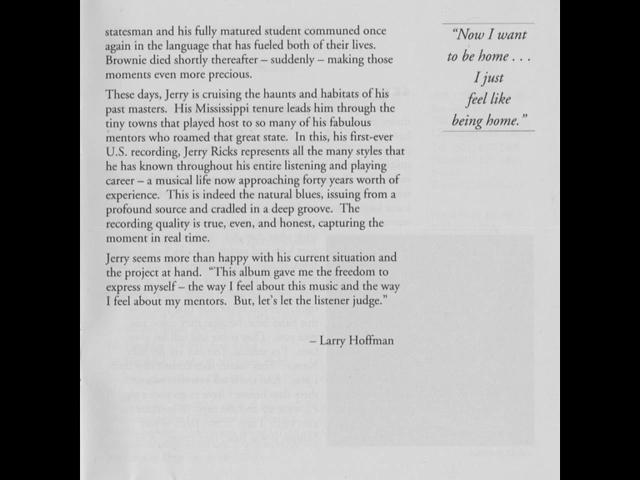 statesman and his fully matured student communed once
again in the language that has fueled both of their lives.
Brownie died shortly thereafter – suddenly – making those
moments even more precious.
These days, Jerry is cruising the haunts and habitats of his
past masters. His Mississippi tenure leads him through the
tiny towns that played host to so many of his fabulous
mentors who roamed that great state. In this, his first-ever
U.S. recording, Jerry Ricks represents all the many styles that
he has known throughout his entire listening and playing
career – a musical life now approaching forty years worth of
experience. This is indeed the natural blues, issuing from a
profound source and cradled in a deep groove. The
recording quality is true, even, and honest, capturing the
moment in real time.
Jerry seems more than happy with his current situation and
the project at hand. “This album gave me the freedom to
express myself – the way I feel about this music and the way
I feel about my mentors. But, let’s let the listener judge.”
– Larry Hoffman
“Now I want
to be home . . .
I just
feel like
being home.”